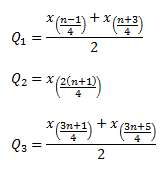 Q₁ = (x₍₍ₙ₋₁₎/₄₎ + x₍₍ₙ₊₃₎/₄₎) / 2
Q₂ = x₍₂₍ₙ₊₁₎/₄₎
Q₃ = (x₍₍₃ₙ₊₁₎/₄₎ + x₍₍₃ₙ₊₅₎/₄₎) / 2